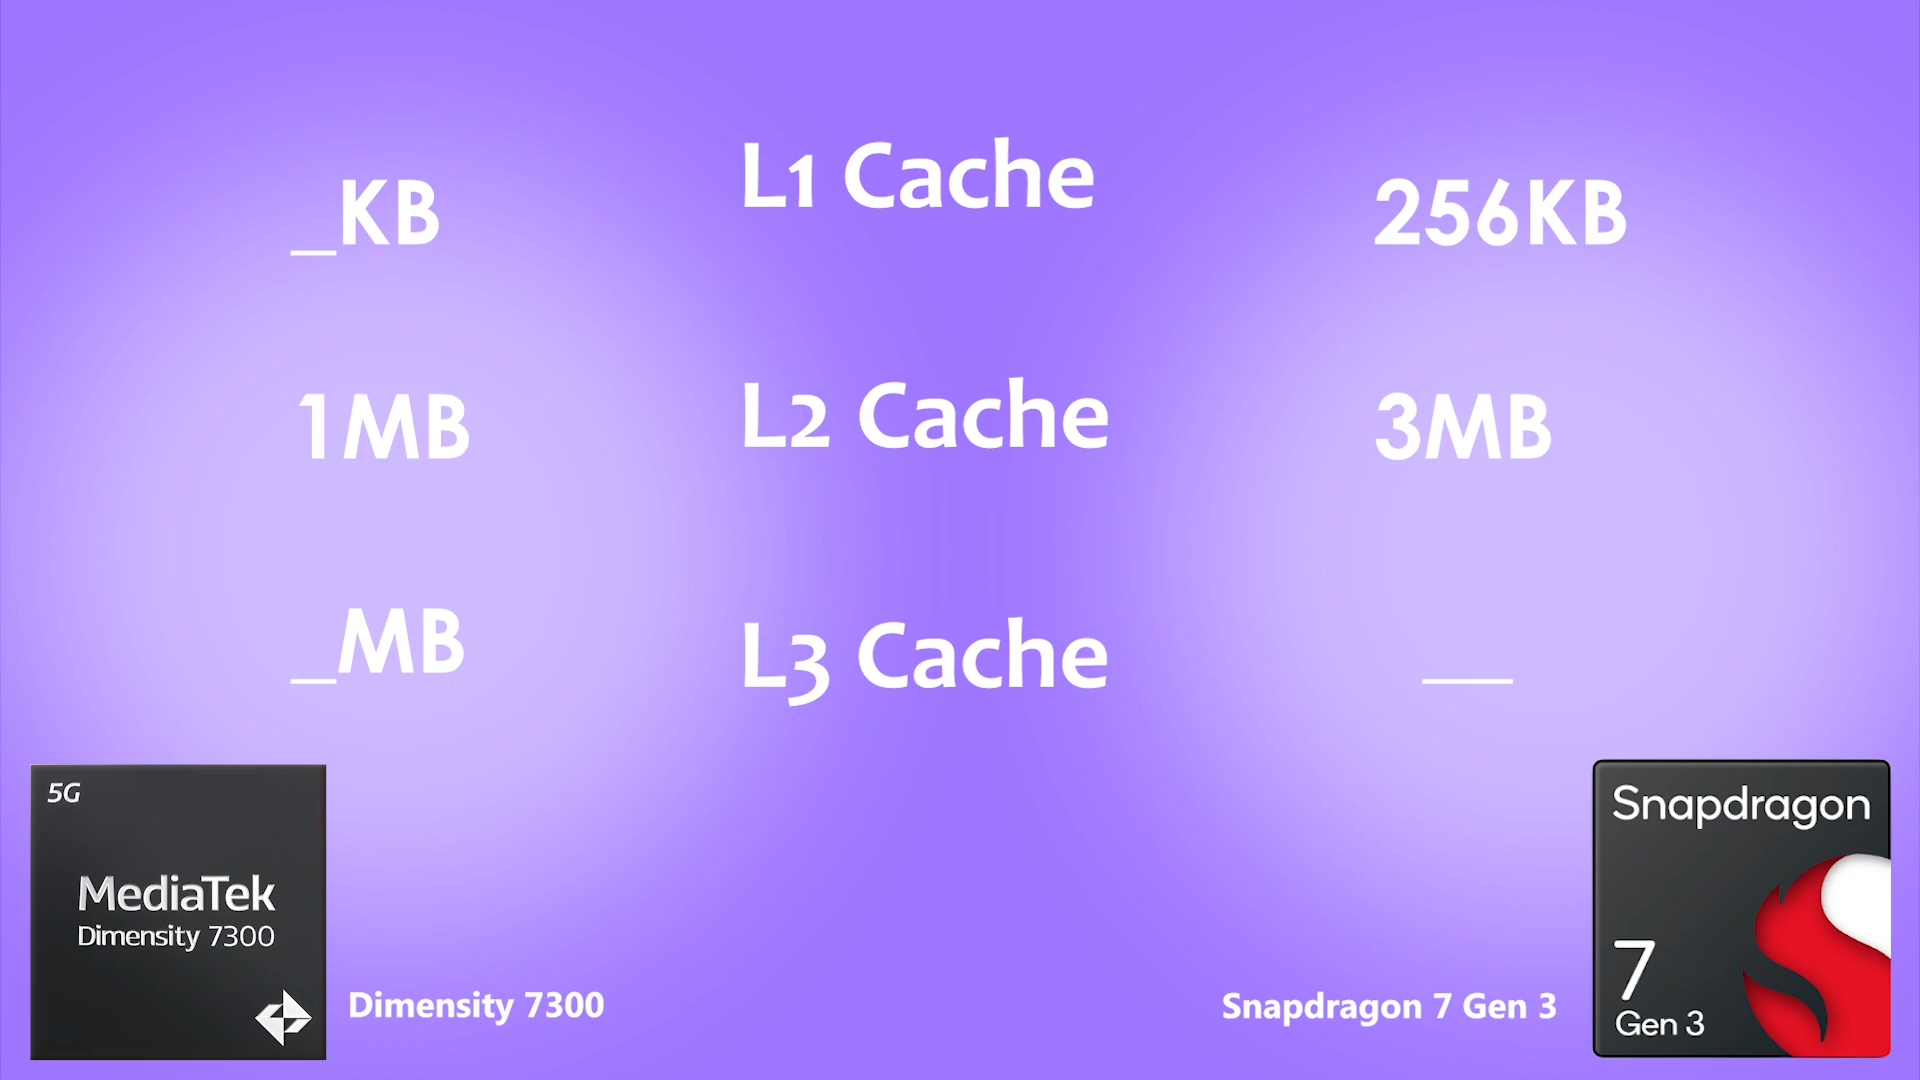 _KB L1 Cache 256KB
1MB L2 Cache 3MB
_MB L3 Cache __
5G
MediaTek
Dimensity 7300
Dimensity 7300
Snapdragon 7 Gen 3
Snapdragon
7
Gen 3